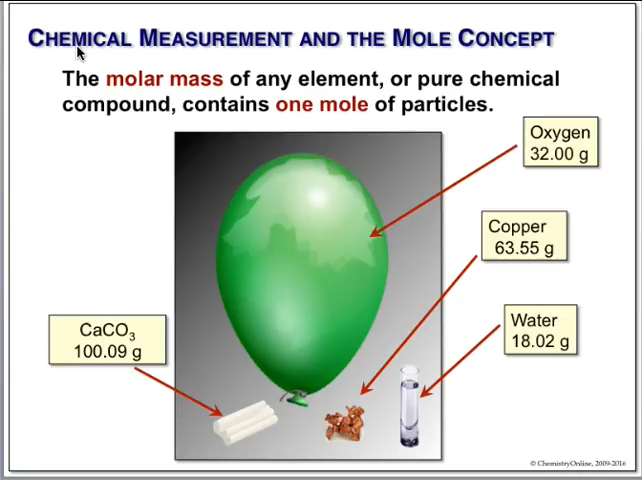 CHEMICAL MEASUREMENT AND THE MOLE CONCEPT
The molar mass of any element, or pure chemical
compound, contains one mole of particles.
Oxygen
32.00 g
Copper
63.55 g
Water
18.02 g
CaCO₃
100.09 g
© ChemistryOnline, 2009-2016